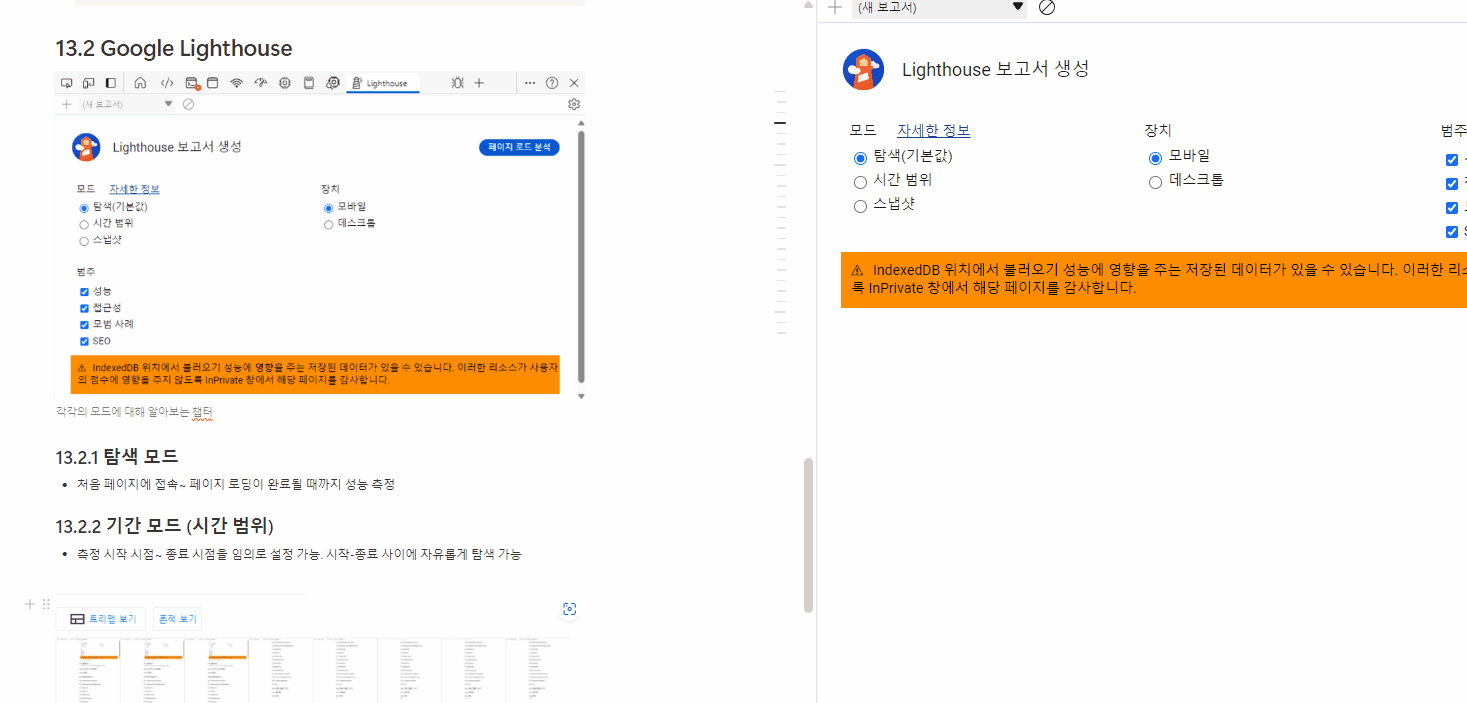 13.2 Google Lighthouse
Lighthouse
(새 보고서)
Lighthouse 보고서 생성
페이지 로드 분석
모드 자세한 정보
장치
탐색(기본값)
모바일
시간 범위
데스크톱
스냅샷
범주
성능
접근성
모범 사례
SEO
IndexedDB 위치에서 불러오기 성능에 영향을 주는 저장된 데이터가 있을 수 있습니다. 이러한 리소스가 사용자
의 점수에 영향을 주지 않도록 InPrivate 창에서 해당 페이지를 감사합니다.
각각의 모드에 대해 알아보는 챕터
13.2.1 탐색 모드
처음 페이지에 접속~ 페이지 로딩이 완료될 때까지 성능 측정
13.2.2 기간 모드 (시간 범위)
측정 시작 시점~ 종료 시점을 임의로 설정 가능. 시작-종료 사이에 자유롭게 탐색 가능
트리맵 보기
흔적 보기
(새 보고서)
Lighthouse 보고서 생성
모드 자세한 정보
장치
범주
탐색(기본값)
모바일
시간 범위
데스크톱
스냅샷
IndexedDB 위치에서 불러오기 성능에 영향을 주는 저장된 데이터가 있을 수 있습니다. 이러한 리
록 InPrivate 창에서 해당 페이지를 감사합니다.